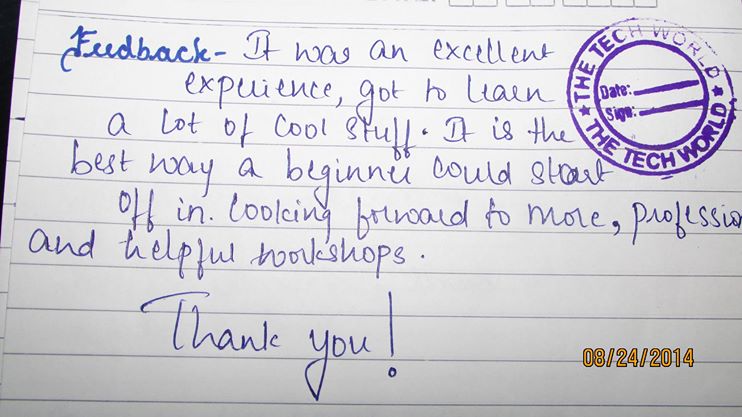 Feedback - It was an excellent
experience, got to learn
a lot of cool stuff. It is the
best way a beginner could start
off in. looking forward to more, professio
and helpful workshops.
Thank you!
THE TECH WORLD
Date:
Sign:
THE TECH WORLD
08/24/2014